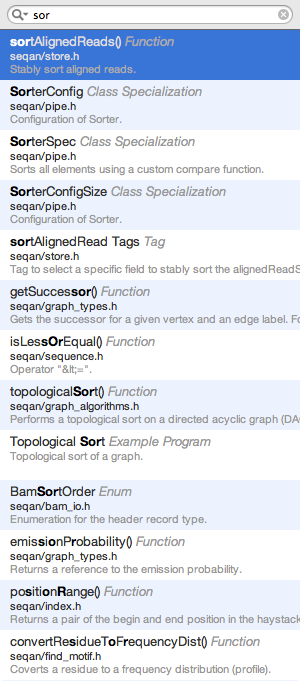 sor
sortAlignedReads() Function
seqan/store.h
Stably sort aligned reads.
SorterConfig Class Specialization
seqan/pipe.h
Configuration of Sorter.
SorterSpec Class Specialization
seqan/pipe.h
Sorts all elements using a custom compare function.
SorterConfigSize Class Specialization
seqan/pipe.h
Configuration of Sorter.
sortAlignedRead Tags Tag
seqan/store.h
Tag to select a specific field to stably sort the alignedReadS
getSuccessor() Function
seqan/graph_types.h
Gets the successor for a given vertex and an edge label. Fo
isLessOrEqual() Function
seqan/sequence.h
Operator "&lt;=".
topologicalSort() Function
seqan/graph_algorithms.h
Performs a topological sort on a directed acyclic graph (DA
Topological Sort Example Program
Topological sort of a graph.
BamSortOrder Enum
seqan/bam_io.h
Enumeration for the header record type.
emissionProbability() Function
seqan/graph_types.h
Returns a reference to the emission probability.
positionRange() Function
seqan/index.h
Returns a pair of the begin and end position in the haystack
convertResidueToFrequencyDist() Function
seqan/find_motif.h
Coverts a residue to a frequency distribution (profile).